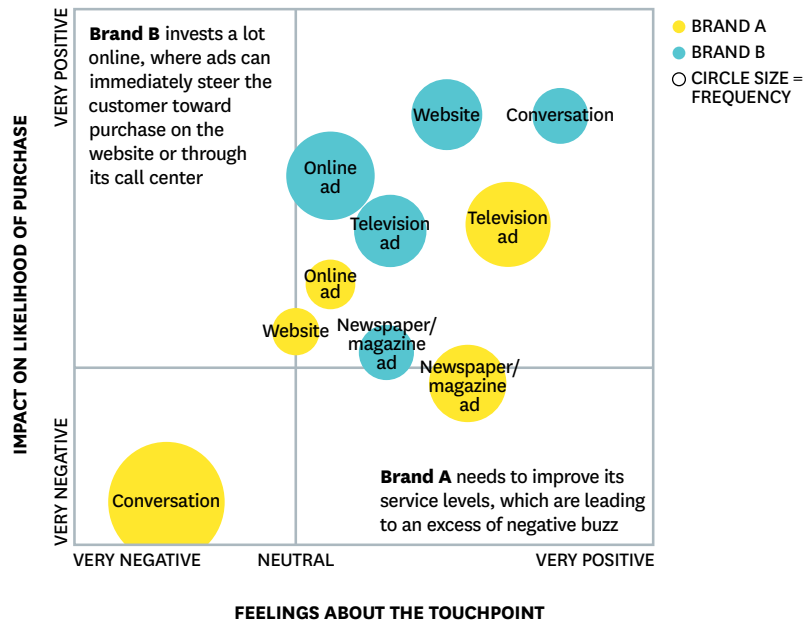 Brand B invests a lot
online, where ads can
immediately steer the
customer toward
purchase on the
website or through
its call center
BRAND A
BRAND B
CIRCLE SIZE =
FREQUENCY
IMPACT ON LIKELIHOOD OF PURCHASE
VERY POSITIVE
VERY NEGATIVE
Website
Conversation
Online
ad
Television
ad
Television
ad
Online
ad
Website
Newspaper/
magazine
ad
Newspaper/
magazine
ad
Conversation
Brand A needs to improve its
service levels, which are leading
to an excess of negative buzz
VERY NEGATIVE
NEUTRAL
VERY POSITIVE
FEELINGS ABOUT THE TOUCHPOINT